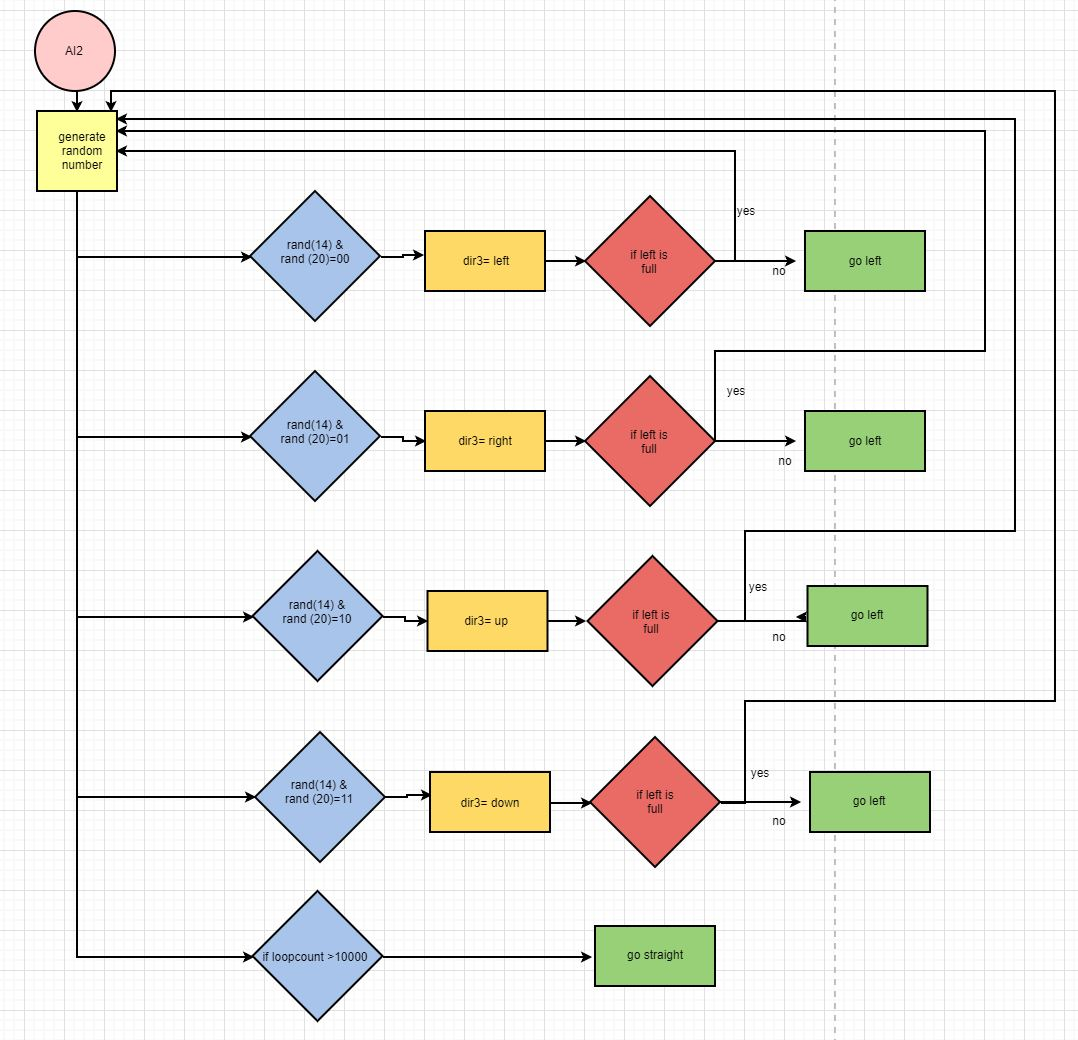 AI2
generate
random
number
yes
rand(14) &
rand (20)=00
dir3= left
if left is
full
no
go left
yes
rand(14) &
rand (20)=01
dir3= right
if left is
full
no
go left
yes
rand(14) &
rand (20)=10
dir3= up
if left is
full
no
go left
yes
rand(14) &
rand (20)=11
dir3= down
if left is
full
no
go left
if loopcount >10000
go straight